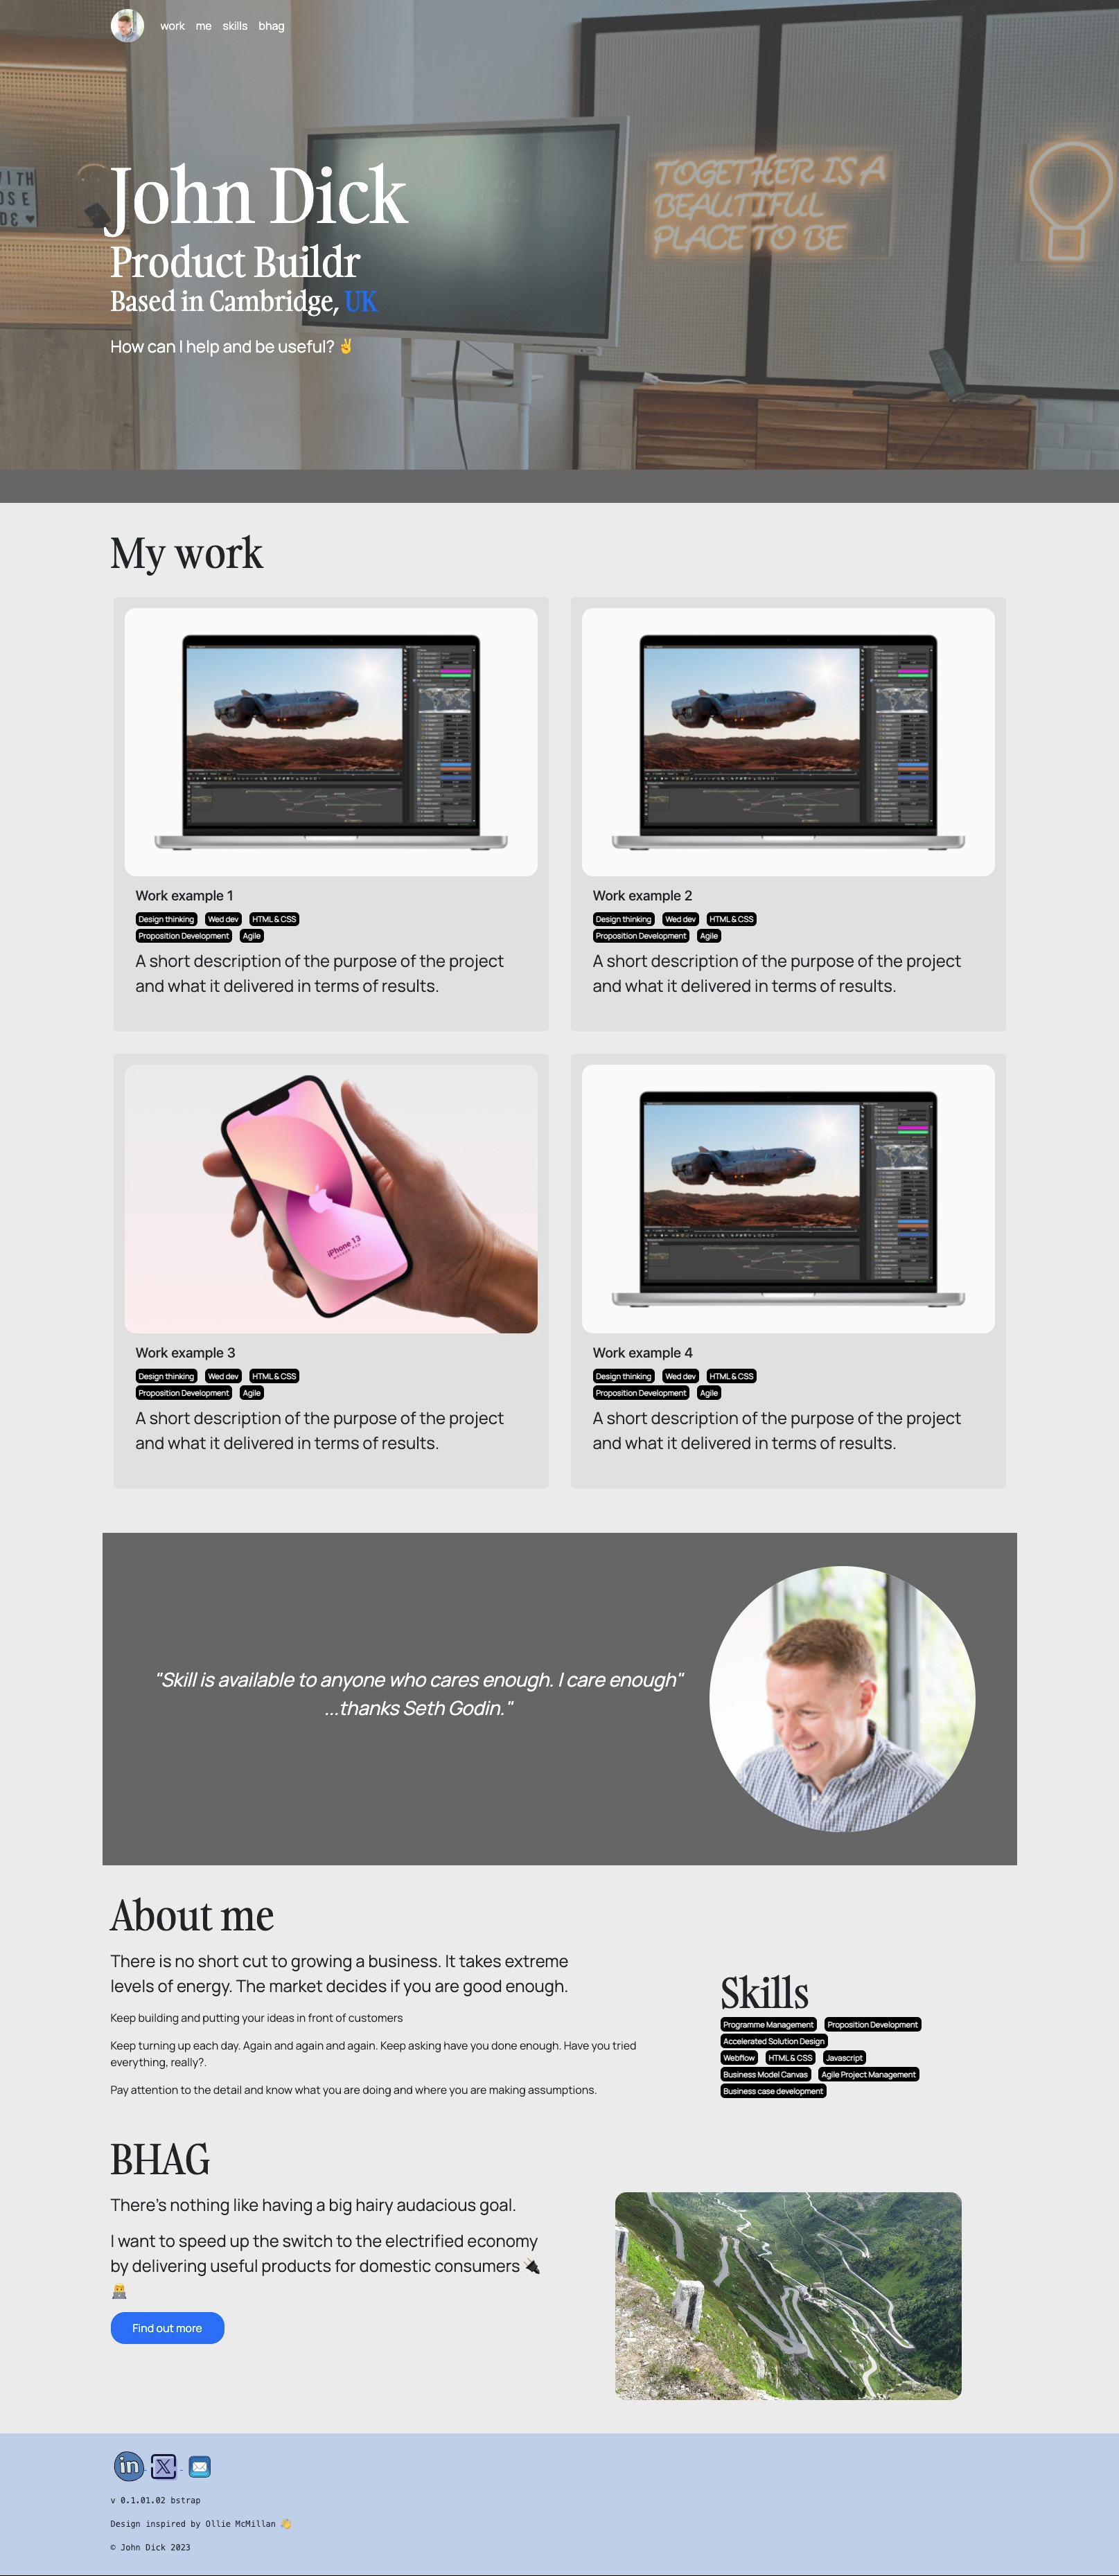 work me skills bhag
WITH
OSE
TOGETHER IS A
BEAUTIFUL
PLACE TO BE
John Dick
Product Buildr
Based in Cambridge, UK
How can I help and be useful? ✌️
My work
Work example 1
Design thinking Wed dev HTML & CSS
Proposition Development Agile
A short description of the purpose of the project
and what it delivered in terms of results.
Work example 2
Design thinking Wed dev HTML & CSS
Proposition Development Agile
A short description of the purpose of the project
and what it delivered in terms of results.
iPhone 13
Work example 3
Design thinking Wed dev HTML & CSS
Proposition Development Agile
A short description of the purpose of the project
and what it delivered in terms of results.
Work example 4
Design thinking Wed dev HTML & CSS
Proposition Development Agile
A short description of the purpose of the project
and what it delivered in terms of results.
"Skill is available to anyone who cares enough. I care enough"
...thanks Seth Godin."
About me
There is no short cut to growing a business. It takes extreme
levels of energy. The market decides if you are good enough.
Keep building and putting your ideas in front of customers
Keep turning up each day. Again and again and again. Keep asking have you done enough. Have you tried
everything, really?.
Pay attention to the detail and know what you are doing and where you are making assumptions.
Skills
Programme Management Proposition Development
Accelerated Solution Design
Webflow HTML & CSS Javascript
Business Model Canvas Agile Project Management
Business case development
BHAG
There's nothing like having a big hairy audacious goal.
I want to speed up the switch to the electrified economy
by delivering useful products for domestic consumers 🔌
👨‍💻
Find out more
in X
v 0.1.01.02 bstrap
Design inspired by Ollie McMillan 👏
© John Dick 2023